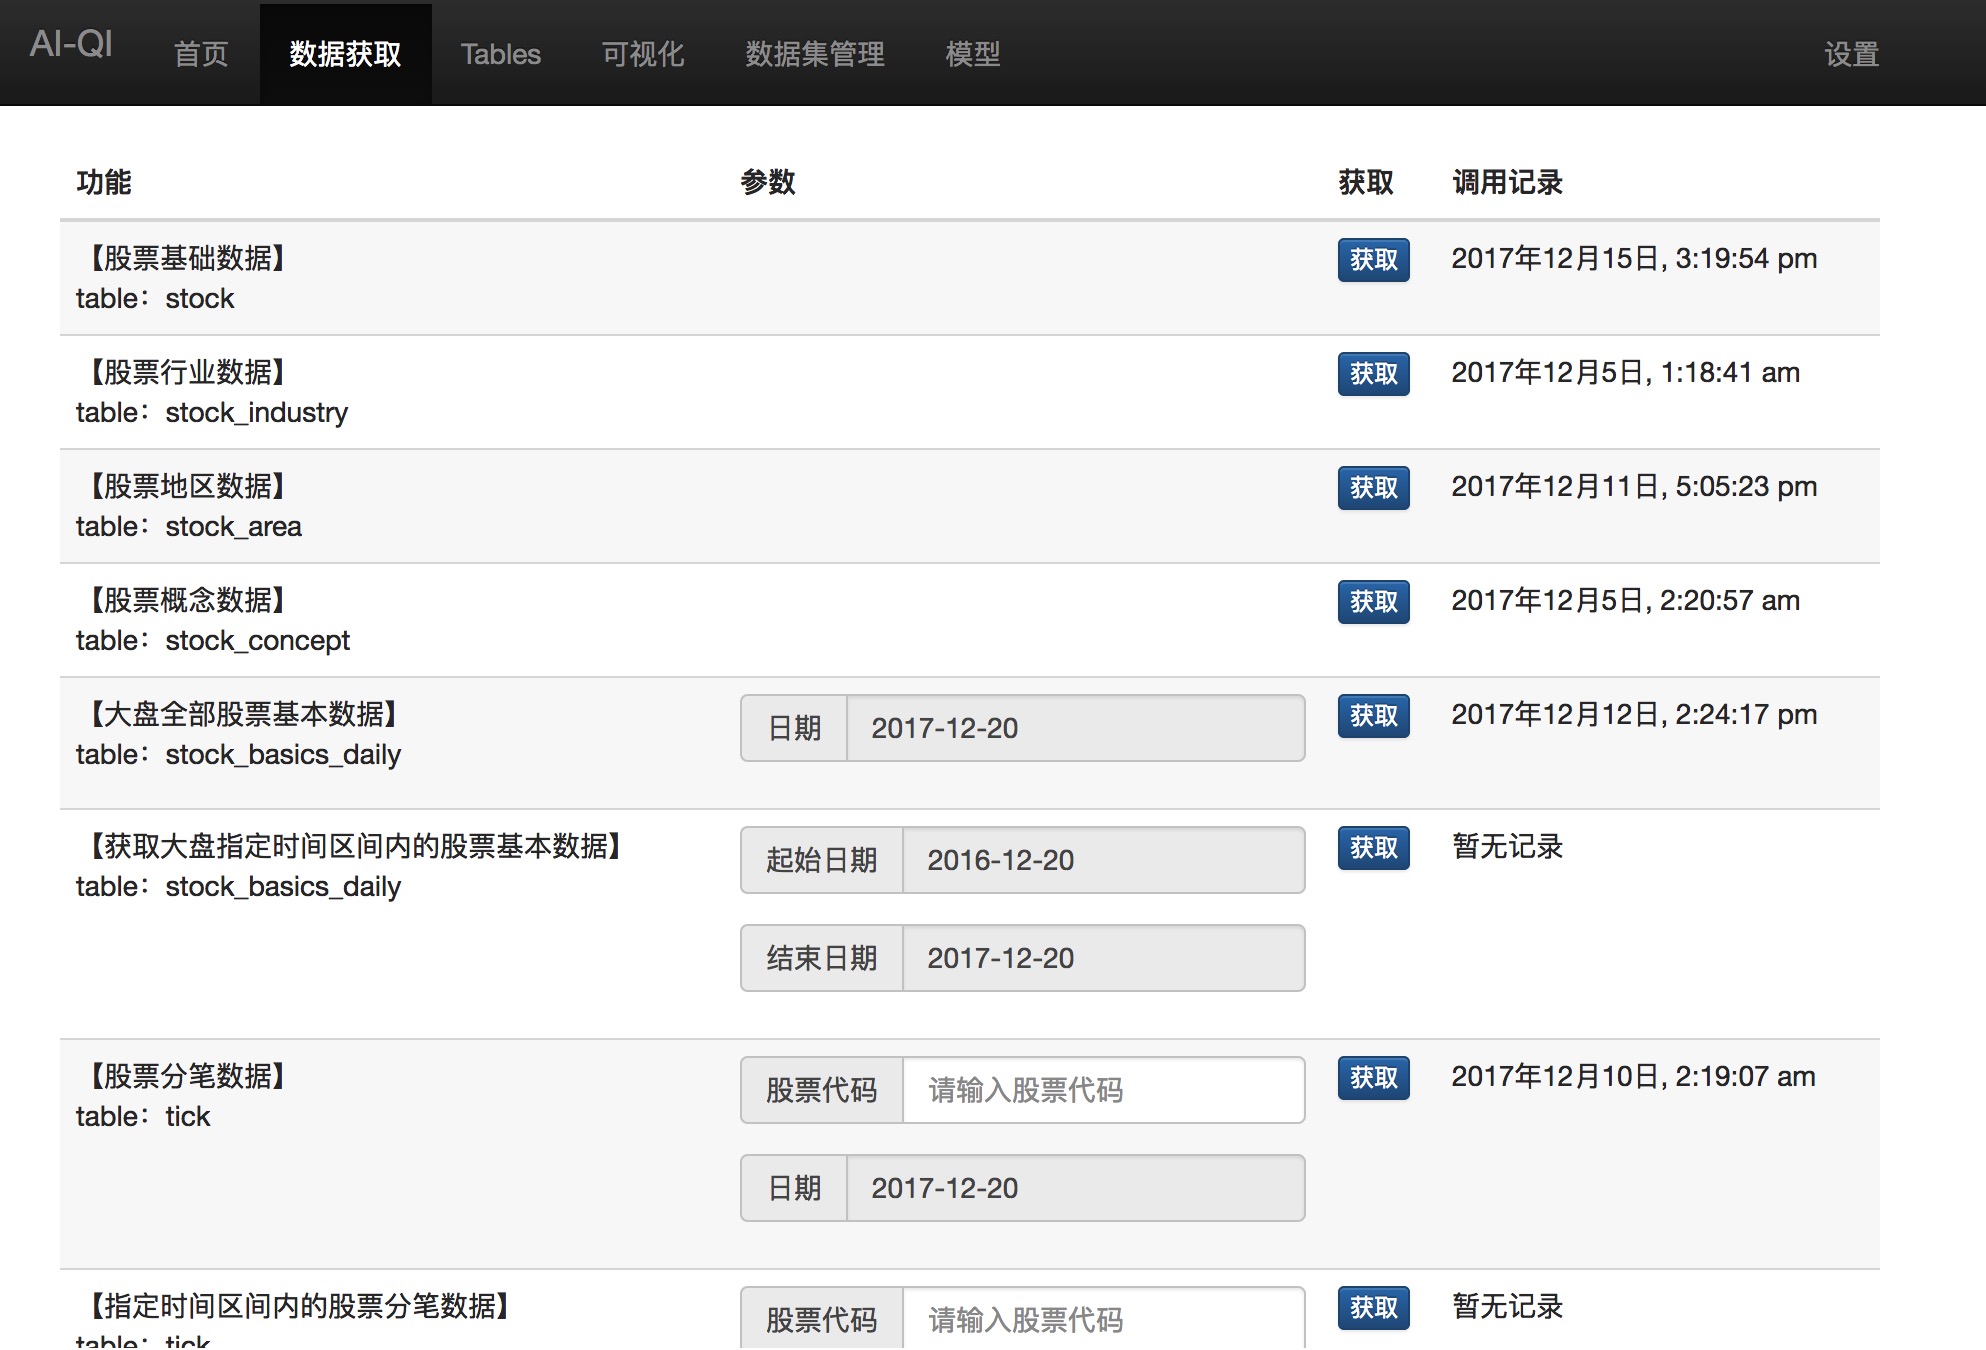 AI-QI 首页 数据获取 Tables 可视化 数据集管理 模型 设置
功能 参数 获取 调用记录
【股票基础数据】 获取 2017年12月15日, 3:19:54 pm
table：stock
【股票行业数据】 获取 2017年12月5日, 1:18:41 am
table：stock_industry
【股票地区数据】 获取 2017年12月11日, 5:05:23 pm
table：stock_area
【股票概念数据】 获取 2017年12月5日, 2:20:57 am
table：stock_concept
【大盘全部股票基本数据】 日期 2017-12-20 获取 2017年12月12日, 2:24:17 pm
table：stock_basics_daily
【获取大盘指定时间区间内的股票基本数据】 起始日期 2016-12-20 获取 暂无记录
table：stock_basics_daily
结束日期 2017-12-20
【股票分笔数据】 股票代码 请输入股票代码 获取 2017年12月10日, 2:19:07 am
table：tick
日期 2017-12-20
【指定时间区间内的股票分笔数据】 股票代码 请输入股票代码 获取 暂无记录
table：tick